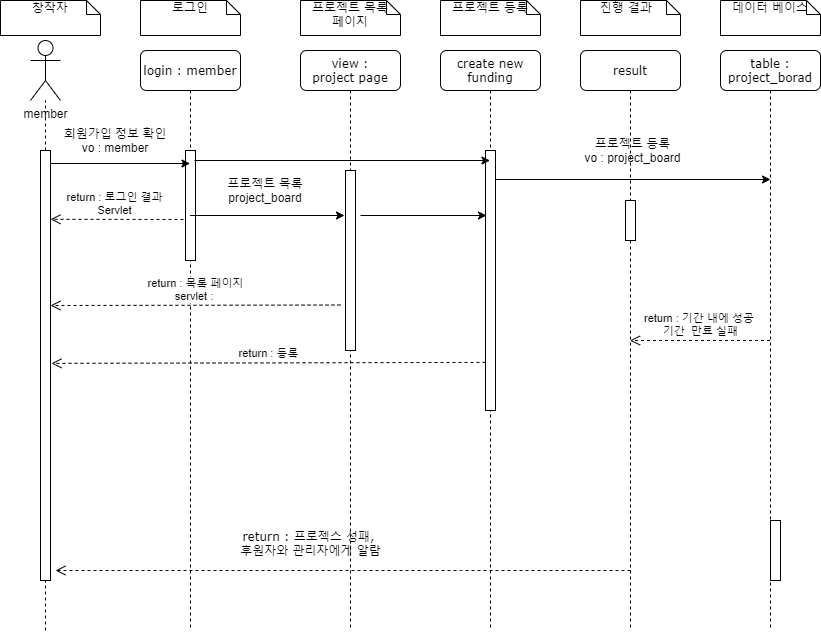 창작자
로그인
프로젝트 목록
페이지
프로젝트 등록
진행 결과
데이터 베이스
member
login : member
view :
project page
create new
funding
result
table :
project_borad
회원가입 정보 확인
vo : member
프로젝트 등록
vo : project_board
return : 로그인 결과
Servlet
프로젝트 목록
project_board
return : 목록 페이지
servlet :
return : 기간 내에 성공
기간 만료 실패
return : 등록
return : 프로젝스 성패,
후원자와 관리자에게 알람